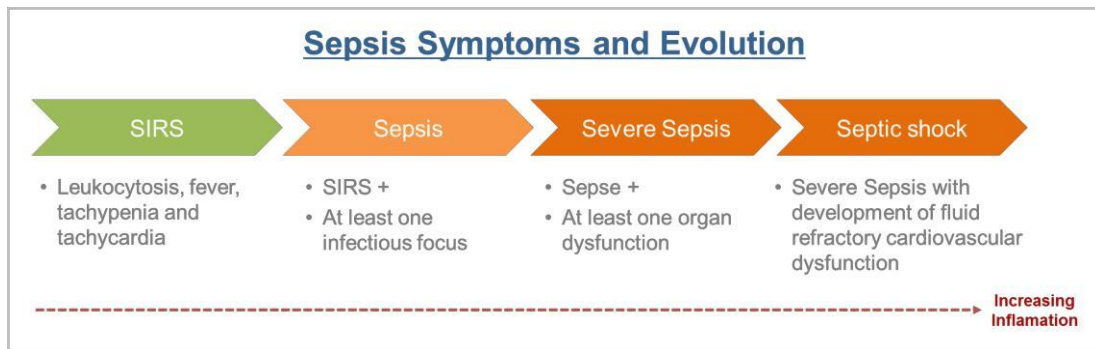 Sepsis Symptoms and Evolution
SIRS
Sepsis
Severe Sepsis
Septic shock
• Leukocytosis, fever,
tachypenia and
tachycardia
• SIRS +
• At least one
infectious focus
• Sepse +
• At least one organ
dysfunction
• Severe Sepsis with
development of fluid
refractory cardiovascular
dysfunction
Increasing
Inflamation